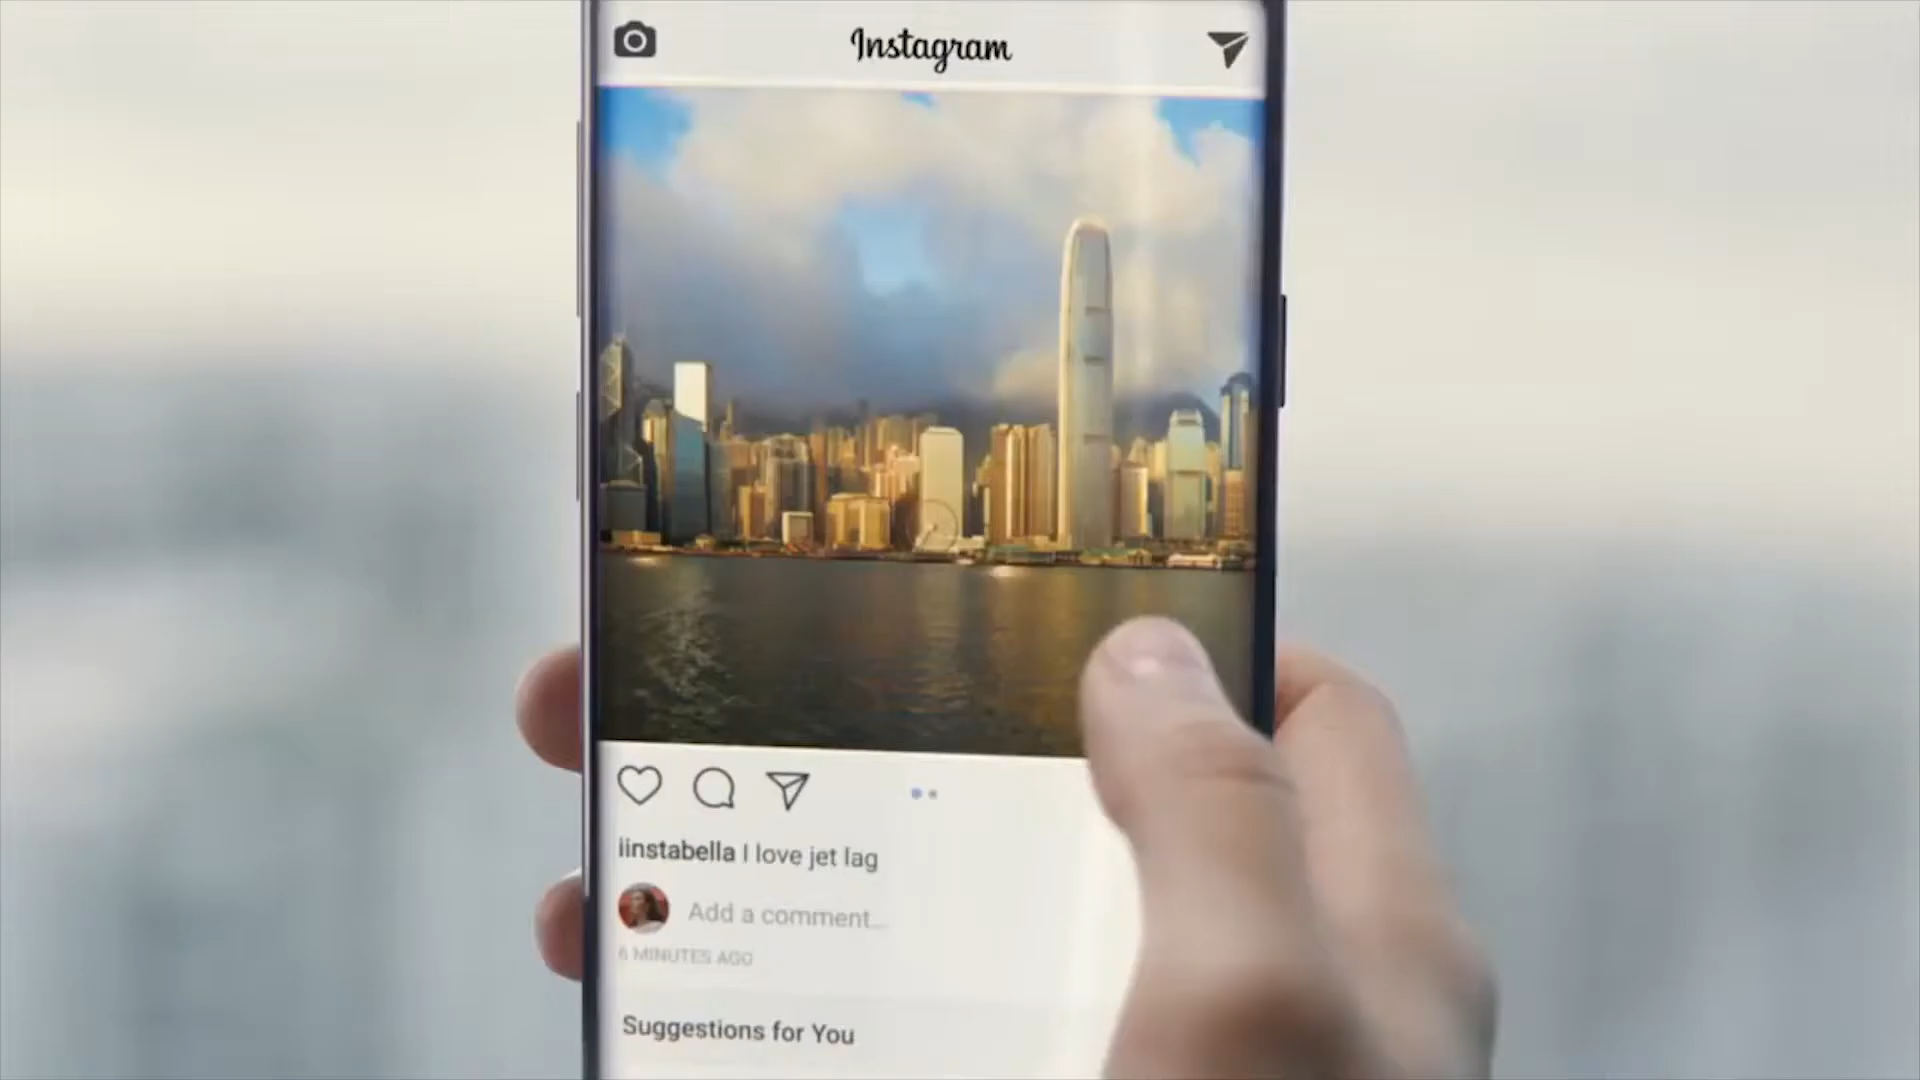 Instagram
iinstabella I love jet lag
Add a comment...
6 MINUTES AGO
Suggestions for You